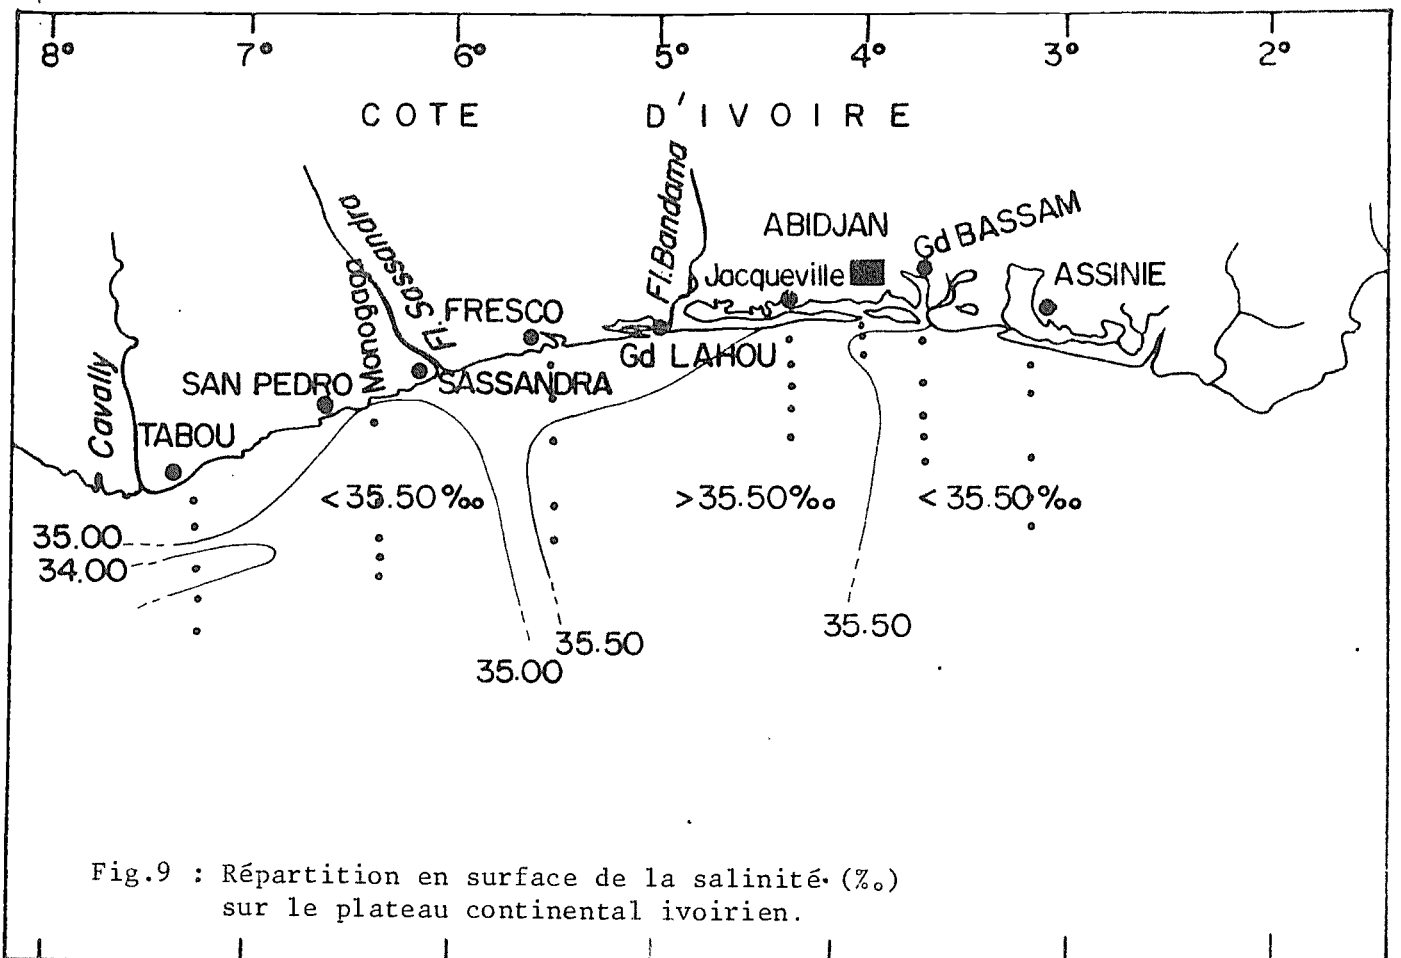 8° 7° 6° 5° 4° 3° 2°
COTE D'IVOIRE
Fl. Sassandra
Monogaga
Fl. Bandama
ABIDJAN
Gd BASSAM
Jacqueville
ASSINIE
FRESCO
Gd LAHOU
Cavally
SAN PEDRO
SASSANDRA
TABOU
<35.50‰
>35.50‰
<35.50‰
35.00
34.00
35.50
35.00
35.50
Fig.9 : Répartition en surface de la salinité (‰)
sur le plateau continental ivoirien.